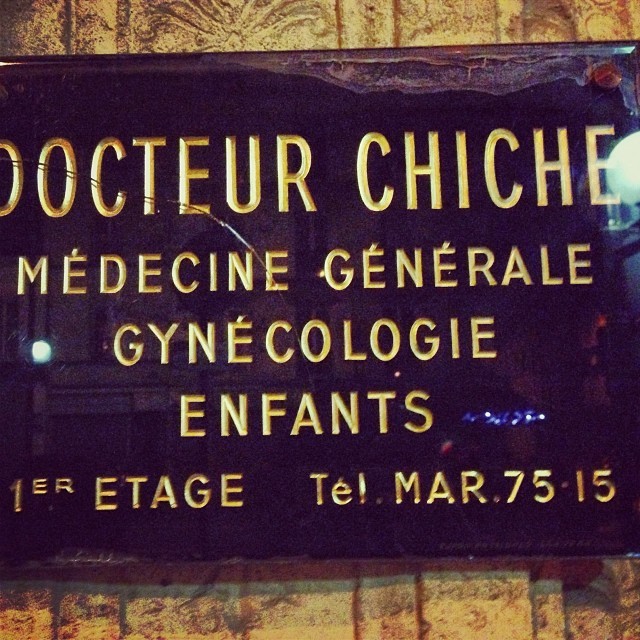 DOCTEUR CHICHE
MÉDECINE GÉNÉRALE
GYNÉCOLOGIE
ENFANTS
1ER ETAGE Tél. MAR. 75-15